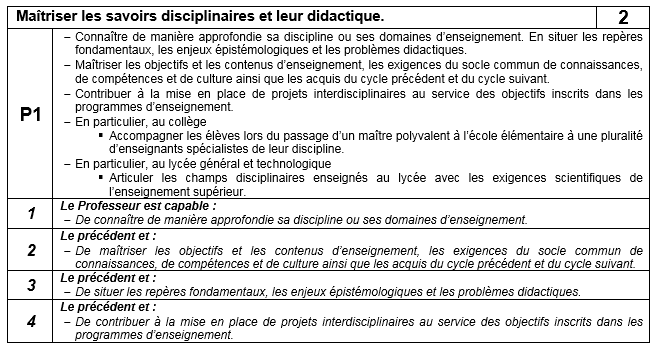 Maîtriser les savoirs disciplinaires et leur didactique. 2
P1
– Connaître de manière approfondie sa discipline ou ses domaines d’enseignement. En situer les repères
fondamentaux, les enjeux épistémologiques et les problèmes didactiques.
– Maîtriser les objectifs et les contenus d’enseignement, les exigences du socle commun de connaissances,
de compétences et de culture ainsi que les acquis du cycle précédent et du cycle suivant.
– Contribuer à la mise en place de projets interdisciplinaires au service des objectifs inscrits dans les
programmes d’enseignement.
– En particulier, au collège
▪ Accompagner les élèves lors du passage d’un maître polyvalent à l’école élémentaire à une pluralité
d’enseignants spécialistes de leur discipline.
– En particulier, au lycée général et technologique
▪ Articuler les champs disciplinaires enseignés au lycée avec les exigences scientifiques de
l’enseignement supérieur.
1
Le Professeur est capable :
– De connaître de manière approfondie sa discipline ou ses domaines d’enseignement.
2
Le précédent et :
– De maîtriser les objectifs et les contenus d’enseignement, les exigences du socle commun de
connaissances, de compétences et de culture ainsi que les acquis du cycle précédent et du cycle suivant.
3
Le précédent et :
– De situer les repères fondamentaux, les enjeux épistémologiques et les problèmes didactiques.
4
Le précédent et :
– De contribuer à la mise en place de projets interdisciplinaires au service des objectifs inscrits dans les
programmes d’enseignement.